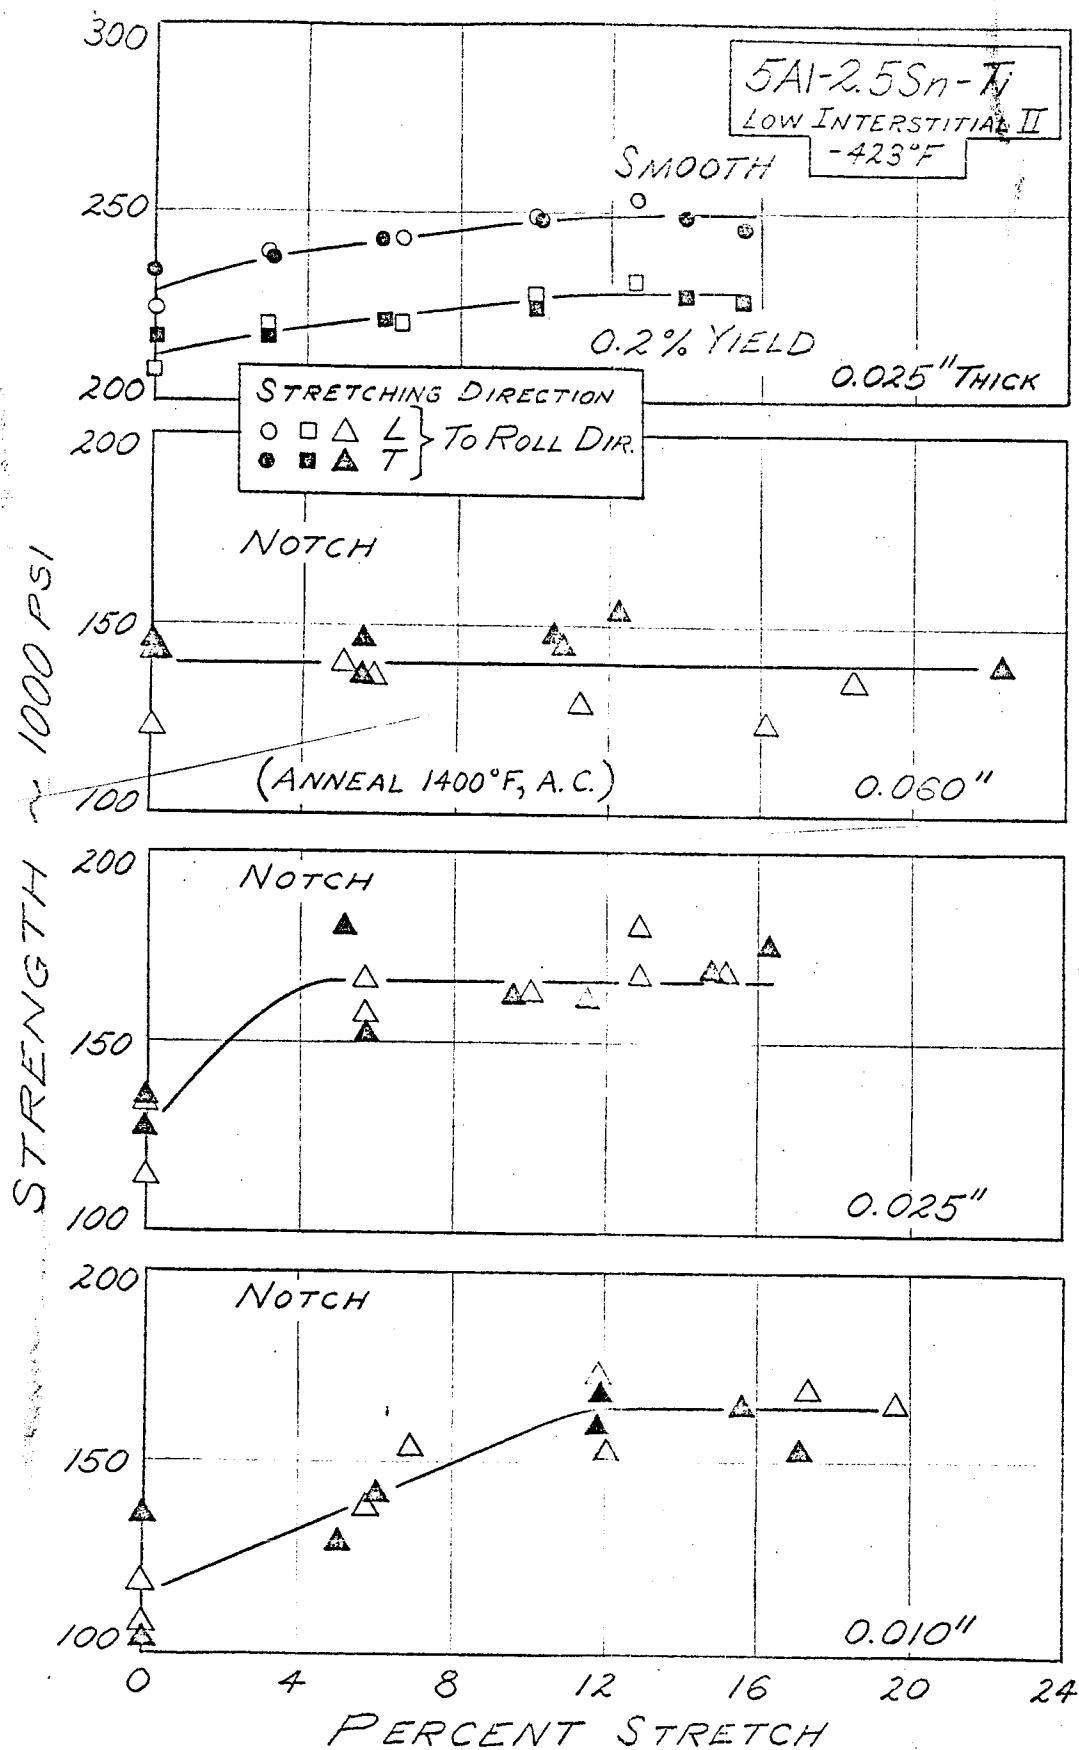 300
5Al-2.5Sn-Ti
LOW INTERSTITIAL II
-423°F
SMOOTH
250
0.2% YIELD
0.025" THICK
200
STRETCHING DIRECTION
L
T
TO ROLL DIR.
200
NOTCH
150
(ANNEAL 1400°F, A.C.)
0.060"
100
STRENGTH ~ 1000 PSI
200
NOTCH
150
0.025"
100
200
NOTCH
150
0.010"
100
0 4 8 12 16 20 24
PERCENT STRETCH